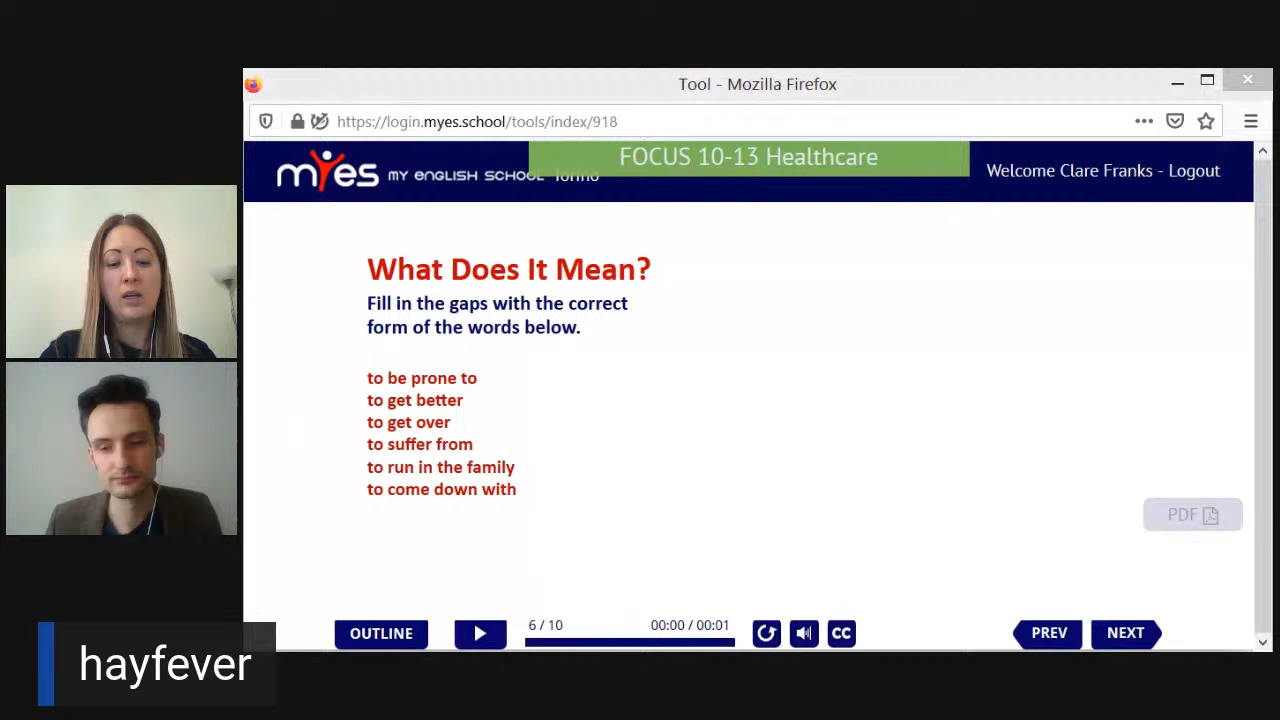 Tool - Mozilla Firefox
https://login.myes.school/tools/index/918
FOCUS 10-13 Healthcare
myes MY ENGLISH SCHOOL Torino
Welcome Clare Franks - Logout
What Does It Mean?
Fill in the gaps with the correct
form of the words below.
to be prone to
to get better
to get over
to suffer from
to run in the family
to come down with
PDF
OUTLINE
6 / 10
00:00 / 00:01
CC
PREV
NEXT
hayfever